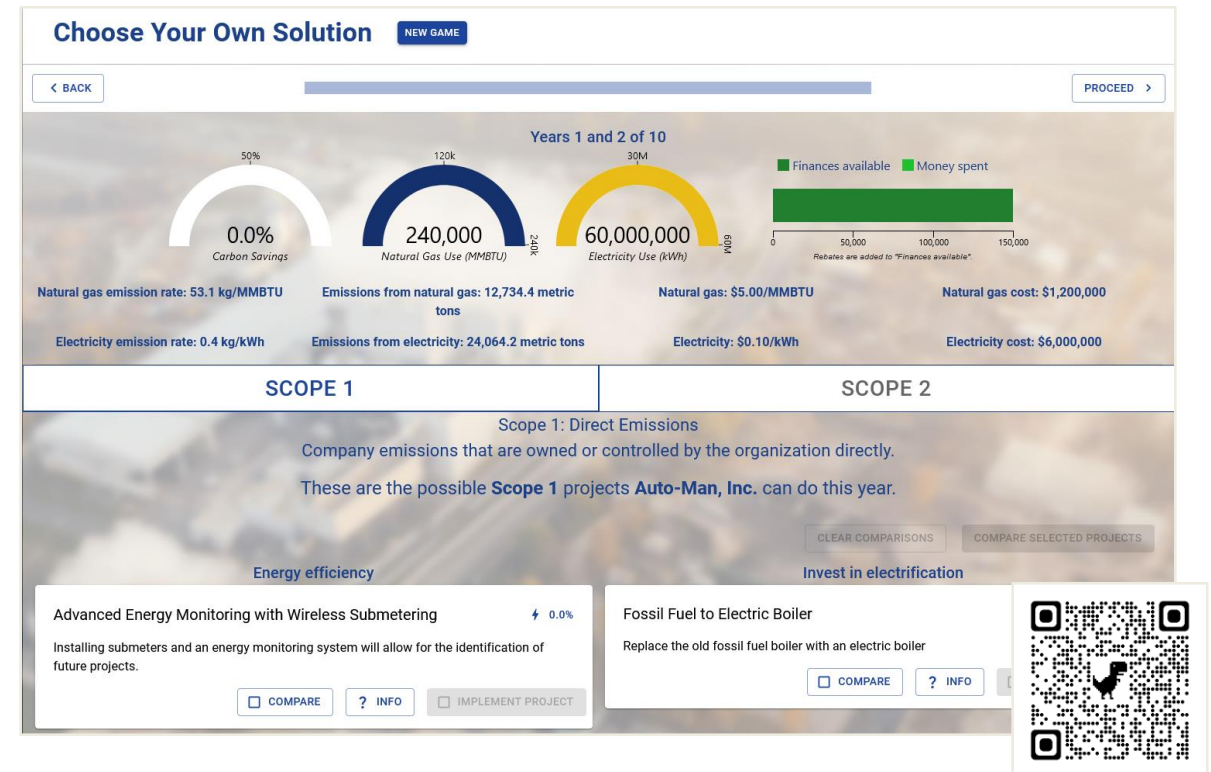 Choose Your Own Solution
NEW GAME
BACK
PROCEED
Years 1 and 2 of 10
50%
120k
30M
Finances available
Money spent
0.0%
Carbon Savings
240,000
240k
Natural Gas Use (MMBTU)
60,000,000
60M
Electricity Use (kWh)
0
50,000
100,000
150,000
Rebates are added to "Finances available".
Natural gas emission rate: 53.1 kg/MMBTU
Emissions from natural gas: 12,734.4 metric
tons
Natural gas: $5.00/MMBTU
Natural gas cost: $1,200,000
Electricity emission rate: 0.4 kg/kWh
Emissions from electricity: 24,064.2 metric tons
Electricity: $0.10/kWh
Electricity cost: $6,000,000
SCOPE 1
SCOPE 2
Scope 1: Direct Emissions
Company emissions that are owned or controlled by the organization directly.
These are the possible Scope 1 projects Auto-Man, Inc. can do this year.
CLEAR COMPARISONS
COMPARE SELECTED PROJECTS
Energy efficiency
Invest in electrification
Advanced Energy Monitoring with Wireless Submetering
0.0%
Installing submeters and an energy monitoring system will allow for the identification of
future projects.
COMPARE
? INFO
IMPLEMENT PROJECT
Fossil Fuel to Electric Boiler
Replace the old fossil fuel boiler with an electric boiler
COMPARE
? INFO